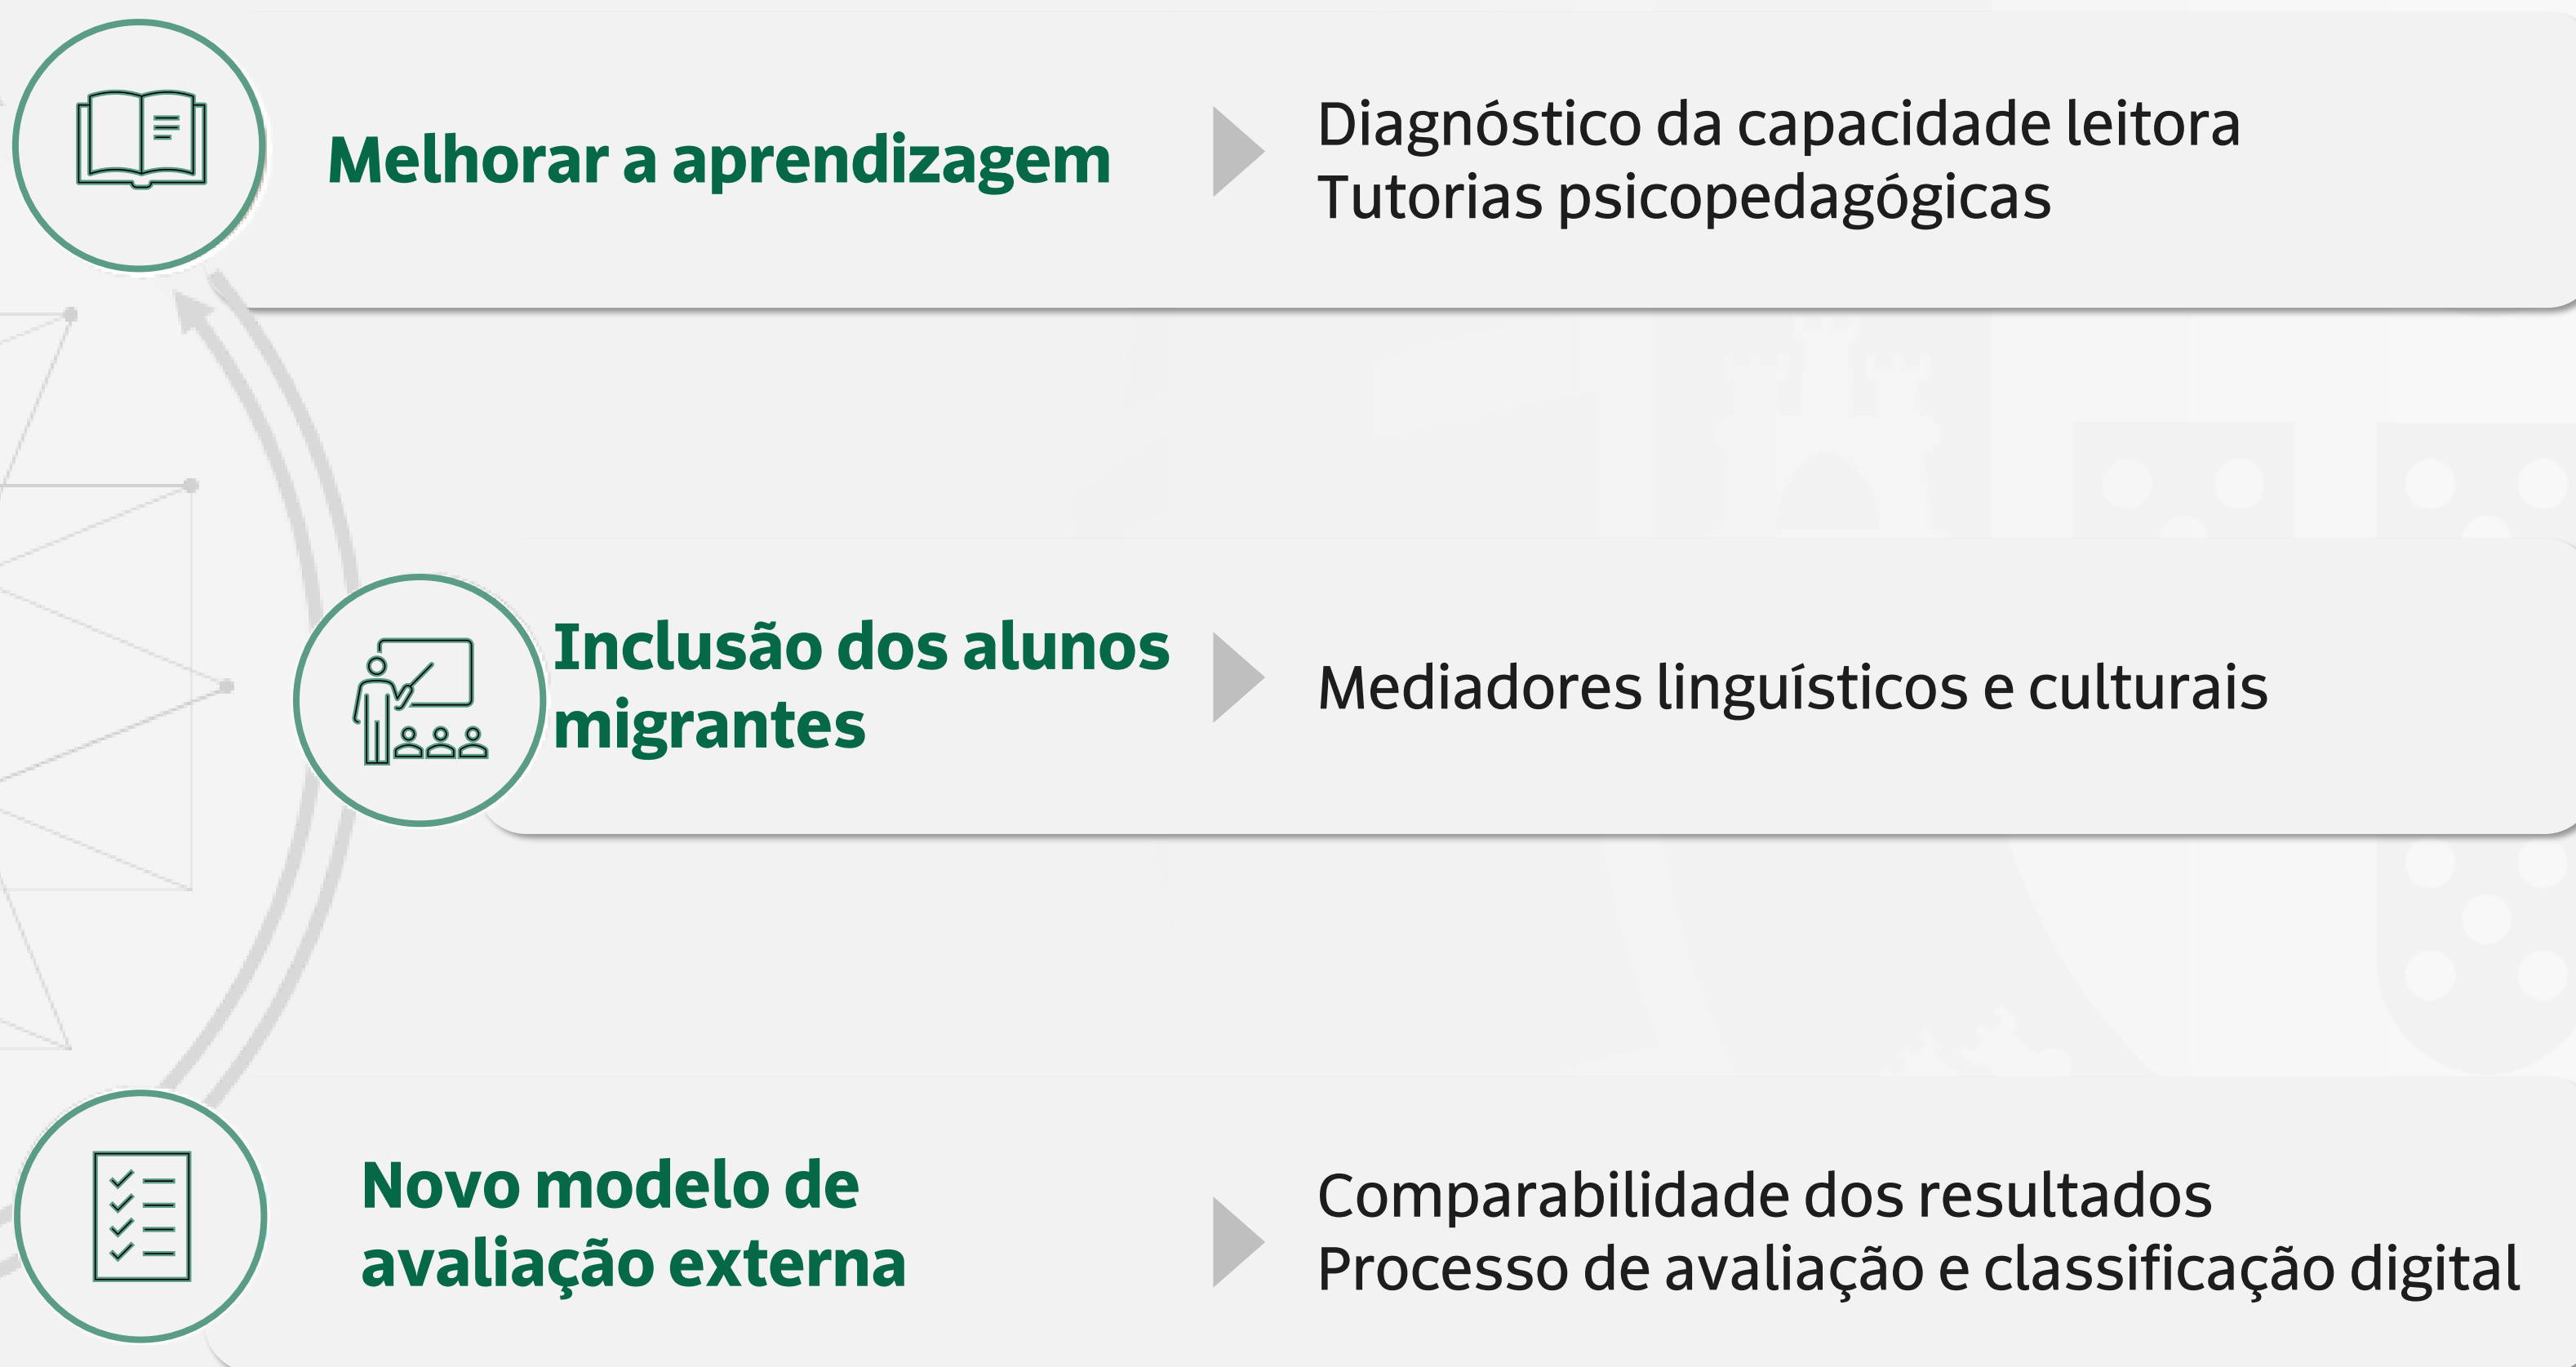 Melhorar a aprendizagem
Diagnóstico da capacidade leitora
Tutorias psicopedagógicas
Inclusão dos alunos
migrantes
Mediadores linguísticos e culturais
Novo modelo de
avaliação externa
Comparabilidade dos resultados
Processo de avaliação e classificação digital